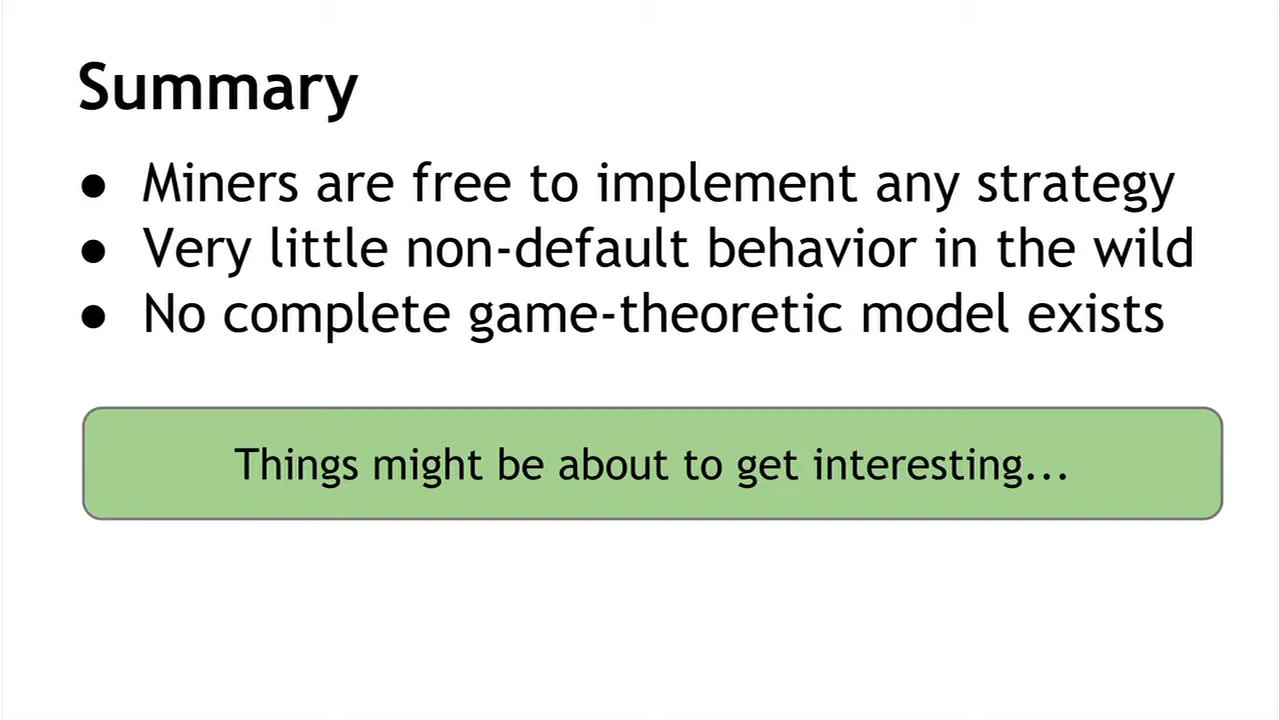 Summary
● Miners are free to implement any strategy
● Very little non-default behavior in the wild
● No complete game-theoretic model exists
Things might be about to get interesting...